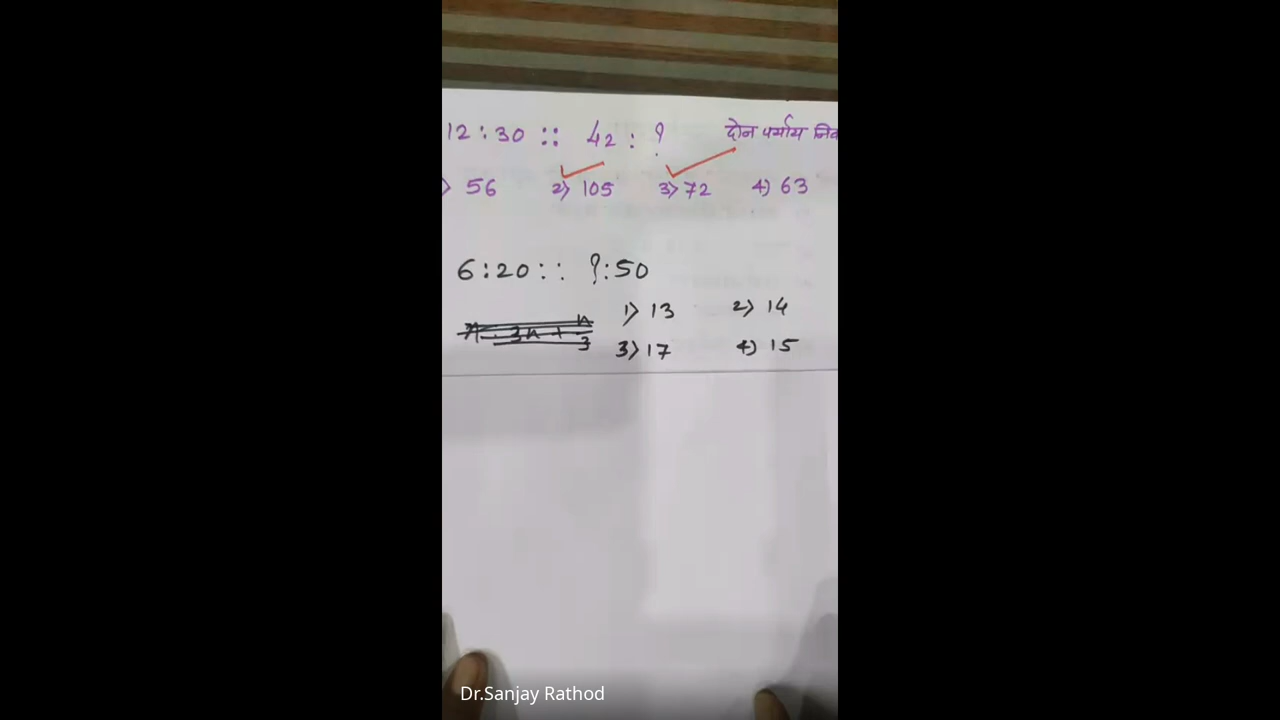 12 : 30 :: 42 : ? दोन पर्याय
> 56 2> 105 3> 72 4) 63
6 : 20 :: ? : 50
1> 13 2> 14
3> 17 4) 15
Dr.Sanjay Rathod